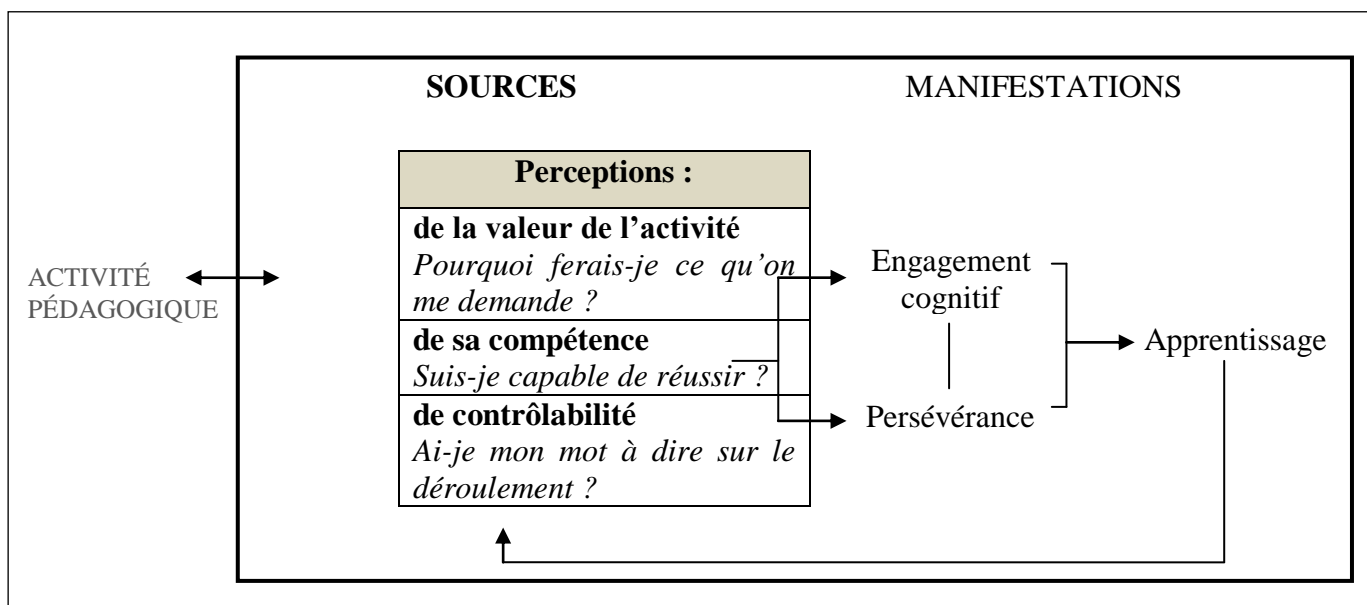 SOURCES
MANIFESTATIONS
Perceptions :
de la valeur de l’activité
Pourquoi ferais-je ce qu’on
me demande ?
de sa compétence
Suis-je capable de réussir ?
de contrôlabilité
Ai-je mon mot à dire sur le
déroulement ?
ACTIVITÉ
PÉDAGOGIQUE
Engagement
cognitif
Persévérance
Apprentissage